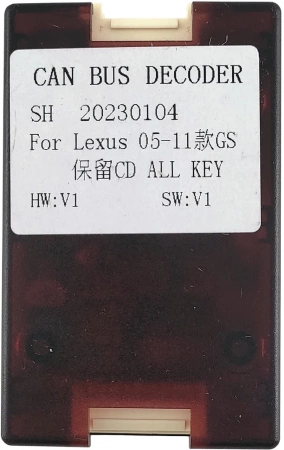 CAN BUS DECODER
SH 20230104
For Lexus 05-11款GS
保留CD ALL KEY
HW:V1 SW:V1